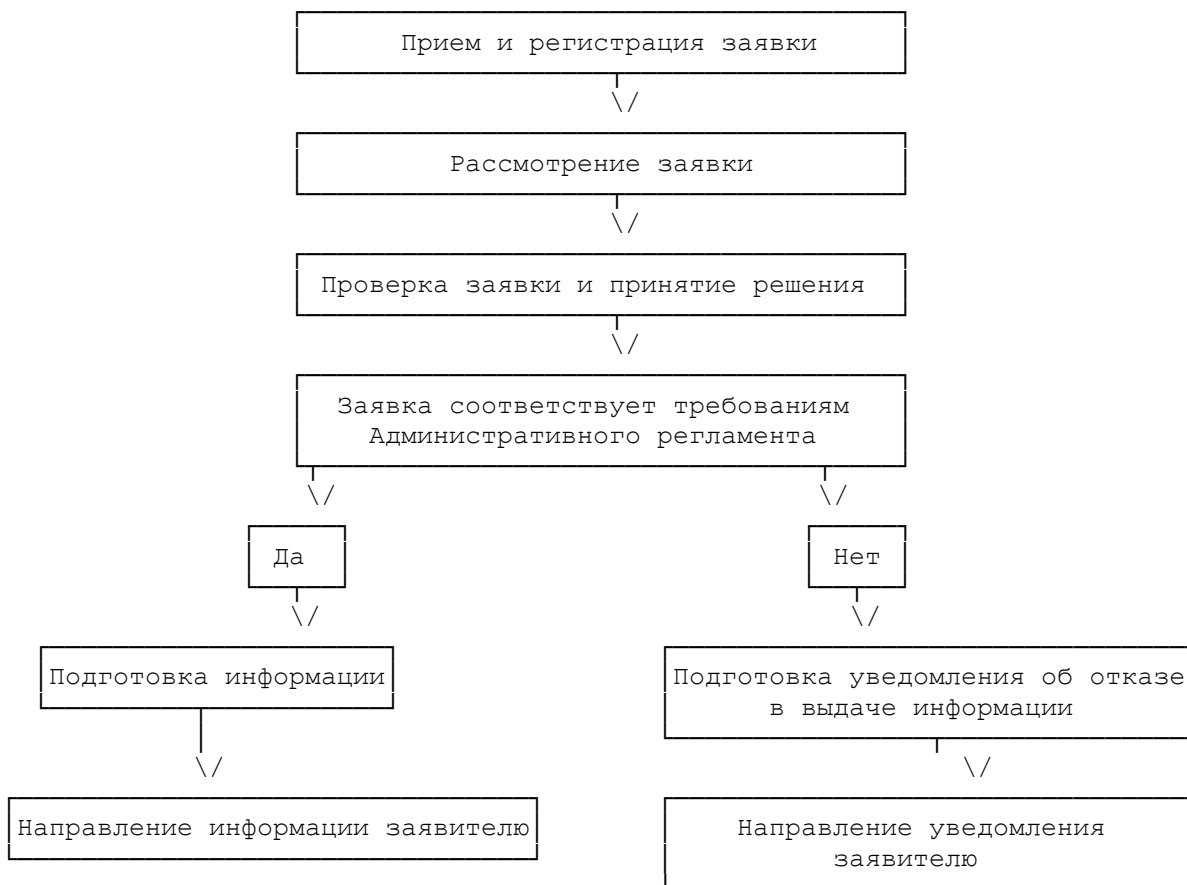 Прием и регистрация заявки
Рассмотрение заявки
Проверка заявки и принятие решения
Заявка соответствует требованиям
Административного регламента
Да
Нет
Подготовка информации
Подготовка уведомления об отказе
в выдаче информации
Направление информации заявителю
Направление уведомления
заявителю